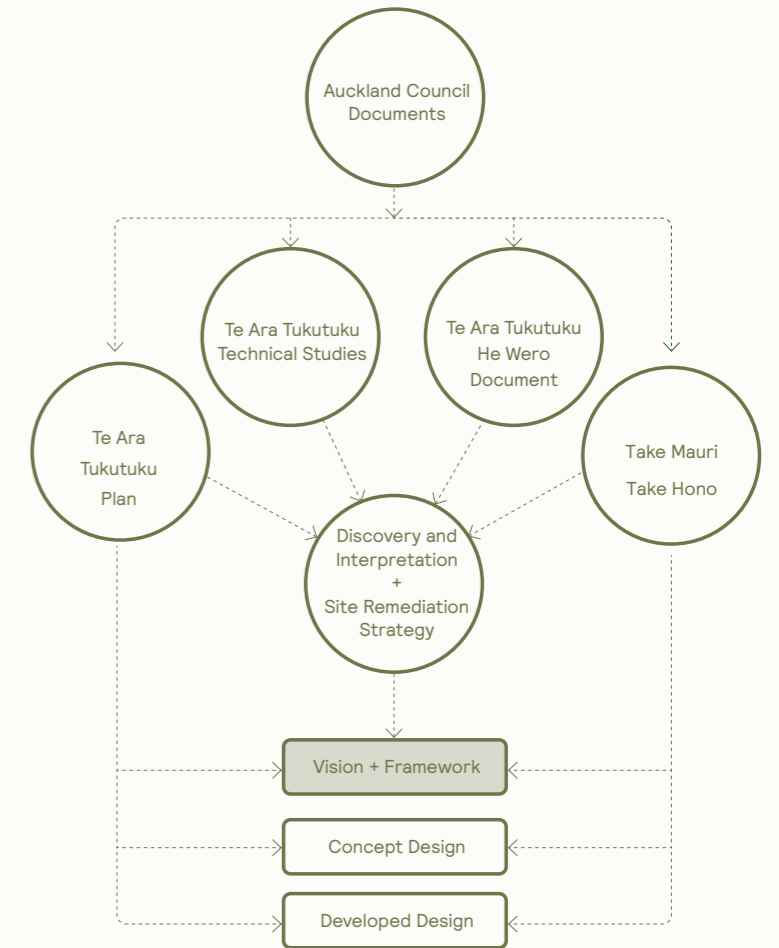 Auckland Council
Documents
Te Ara Tukutuku
Technical Studies
Te Ara Tukutuku
He Wero
Document
Te Ara
Tukutuku
Plan
Take Mauri
Take Hono
Discovery and
Interpretation
+
Site Remediation
Strategy
Vision + Framework
Concept Design
Developed Design